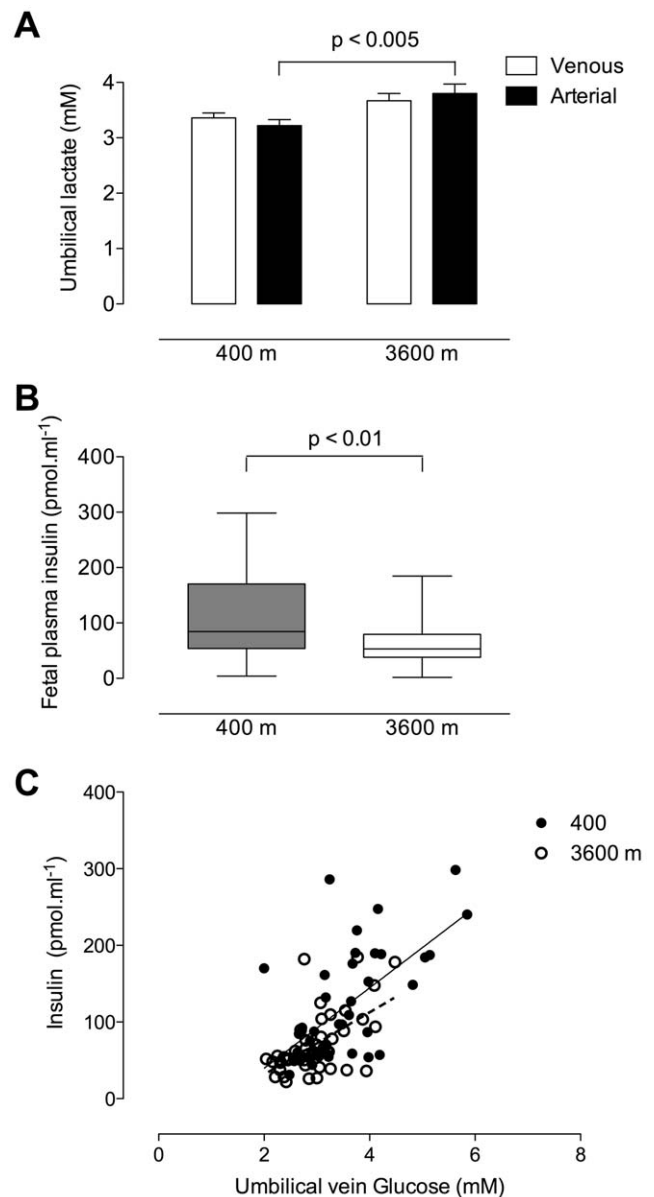 A
p < 0.005
Venous
Arterial
Umbilical lactate (mM)
4
3
2
1
0
400 m
3600 m
B
p < 0.01
Fetal plasma insulin (pmol.ml⁻¹)
400
300
200
100
0
400 m
3600 m
C
400
3600 m
Insulin (pmol.ml⁻¹)
400
300
200
100
0
0 2 4 6 8
Umbilical vein Glucose (mM)